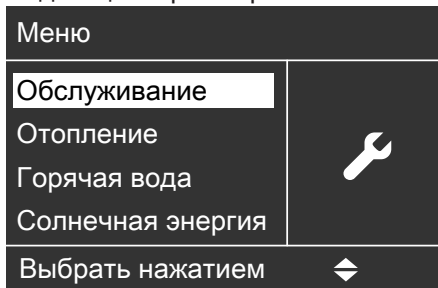 Меню
Обслуживание
Отопление
Горячая вода
Солнечная энергия
Выбрать нажатием